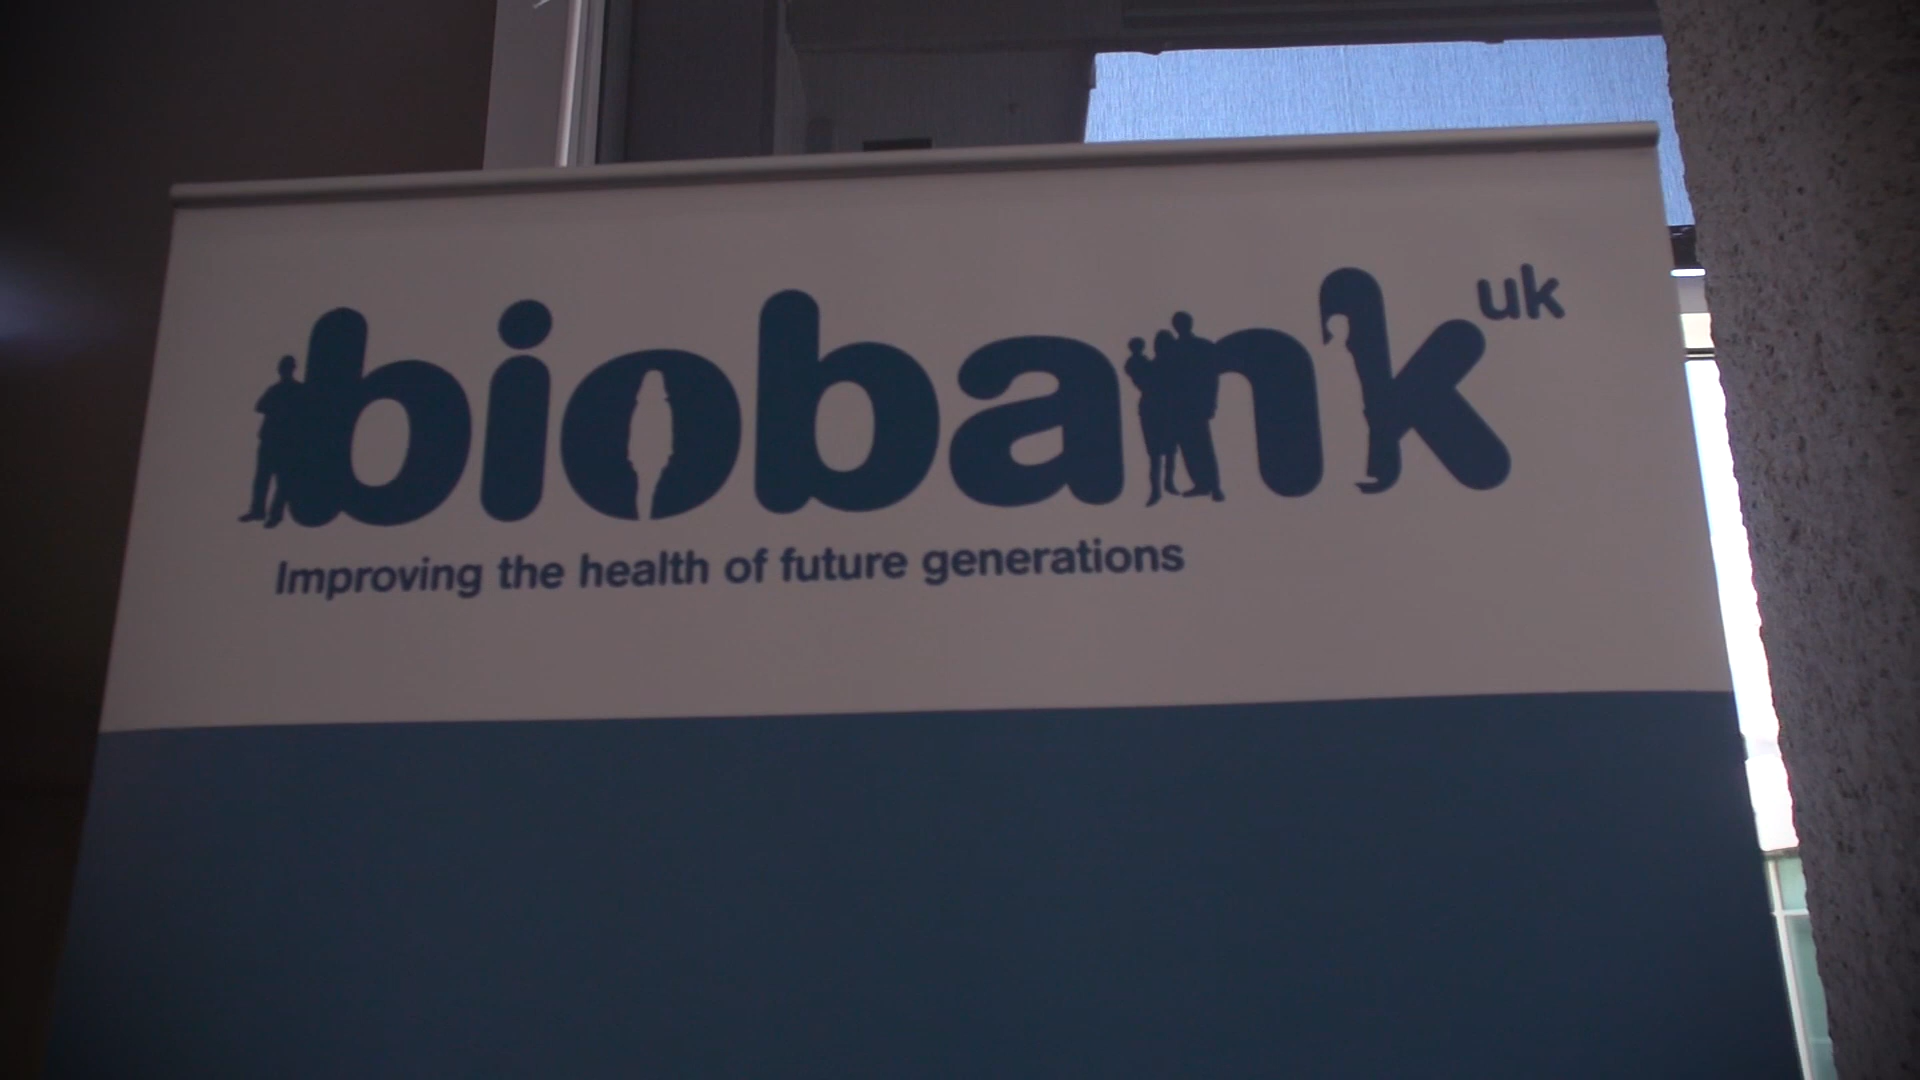 biobank uk
Improving the health of future generations